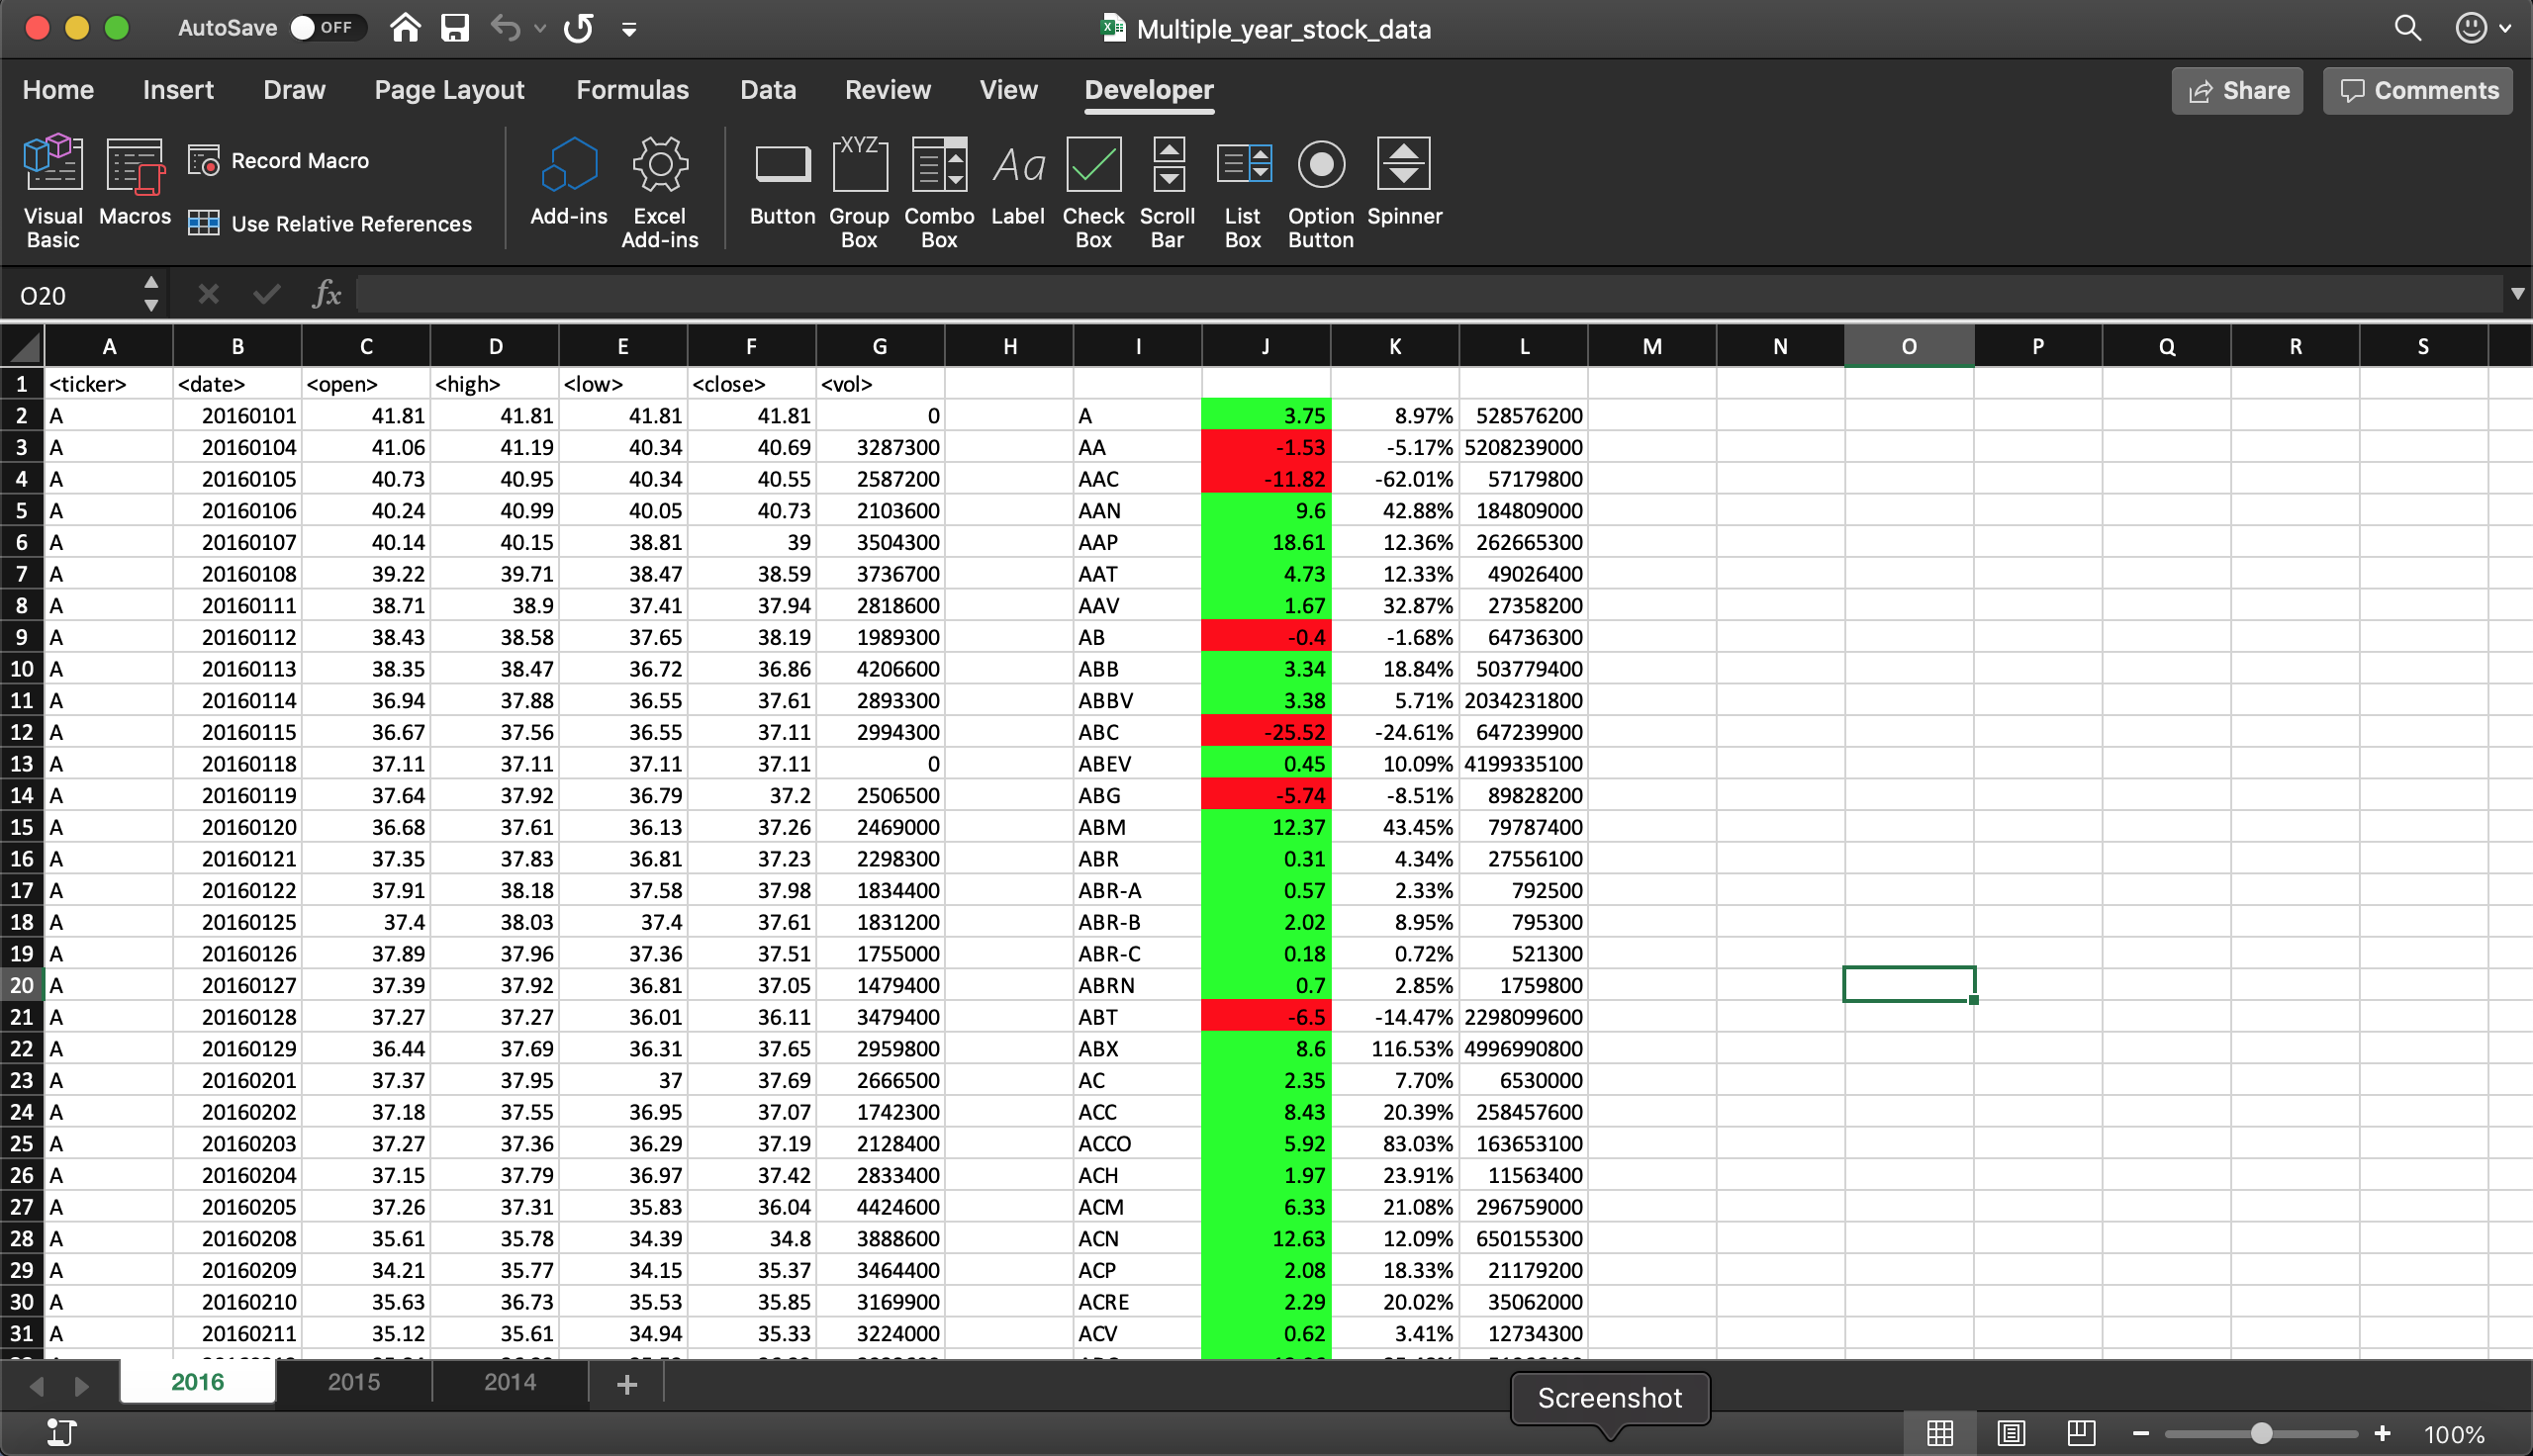 AutoSave OFF Multiple_year_stock_data
Home Insert Draw Page Layout Formulas Data Review View Developer Share Comments
Visual Basic Macros Record Macro Use Relative References Add-ins Excel Add-ins Button Group Box Combo Box Label Check Box Scroll Bar List Box Option Button Spinner
XYZ Aa
O20 fx
A B C D E F G H I J K L M N O P Q R S
1 <ticker> <date> <open> <high> <low> <close> <vol>
2 A 20160101 41.81 41.81 41.81 41.81 0 A 3.75 8.97% 528576200
3 A 20160104 41.06 41.19 40.34 40.69 3287300 AA -1.53 -5.17% 5208239000
4 A 20160105 40.73 40.95 40.34 40.55 2587200 AAC -11.82 -62.01% 57179800
5 A 20160106 40.24 40.99 40.05 40.73 2103600 AAN 9.6 42.88% 184809000
6 A 20160107 40.14 40.15 38.81 39 3504300 AAP 18.61 12.36% 262665300
7 A 20160108 39.22 39.71 38.47 38.59 3736700 AAT 4.73 12.33% 49026400
8 A 20160111 38.71 38.9 37.41 37.94 2818600 AAV 1.67 32.87% 27358200
9 A 20160112 38.43 38.58 37.65 38.19 1989300 AB -0.4 -1.68% 64736300
10 A 20160113 38.35 38.47 36.72 36.86 4206600 ABB 3.34 18.84% 503779400
11 A 20160114 36.94 37.88 36.55 37.61 2893300 ABBV 3.38 5.71% 2034231800
12 A 20160115 36.67 37.56 36.55 37.11 2994300 ABC -25.52 -24.61% 647239900
13 A 20160118 37.11 37.11 37.11 37.11 0 ABEV 0.45 10.09% 4199335100
14 A 20160119 37.64 37.92 36.79 37.2 2506500 ABG -5.74 -8.51% 89828200
15 A 20160120 36.68 37.61 36.13 37.26 2469000 ABM 12.37 43.45% 79787400
16 A 20160121 37.35 37.83 36.81 37.23 2298300 ABR 0.31 4.34% 27556100
17 A 20160122 37.91 38.18 37.58 37.98 1834400 ABR-A 0.57 2.33% 792500
18 A 20160125 37.4 38.03 37.4 37.61 1831200 ABR-B 2.02 8.95% 795300
19 A 20160126 37.89 37.96 37.36 37.51 1755000 ABR-C 0.18 0.72% 521300
20 A 20160127 37.39 37.92 36.81 37.05 1479400 ABRN 0.7 2.85% 1759800
21 A 20160128 37.27 37.27 36.01 36.11 3479400 ABT -6.5 -14.47% 2298099600
22 A 20160129 36.44 37.69 36.31 37.65 2959800 ABX 8.6 116.53% 4996990800
23 A 20160201 37.37 37.95 37 37.69 2666500 AC 2.35 7.70% 6530000
24 A 20160202 37.18 37.55 36.95 37.07 1742300 ACC 8.43 20.39% 258457600
25 A 20160203 37.27 37.36 36.29 37.19 2128400 ACCO 5.92 83.03% 163653100
26 A 20160204 37.15 37.79 36.97 37.42 2833400 ACH 1.97 23.91% 11563400
27 A 20160205 37.26 37.31 35.83 36.04 4424600 ACM 6.33 21.08% 296759000
28 A 20160208 35.61 35.78 34.39 34.8 3888600 ACN 12.63 12.09% 650155300
29 A 20160209 34.21 35.77 34.15 35.37 3464400 ACP 2.08 18.33% 21179200
30 A 20160210 35.63 36.73 35.53 35.85 3169900 ACRE 2.29 20.02% 35062000
31 A 20160211 35.12 35.61 34.94 35.33 3224000 ACV 0.62 3.41% 12734300
2016 2015 2014
Screenshot
100%